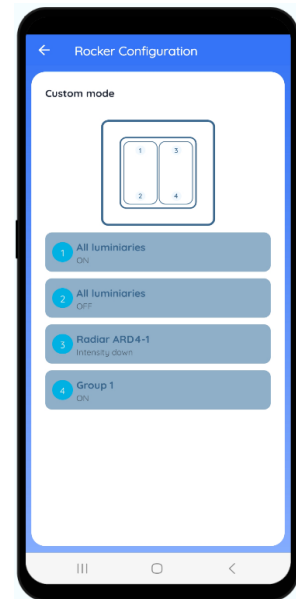 Rocker Configuration
Custom mode
1 3
2 4
1 All luminiaries
ON
2 All luminiaries
OFF
3 Radiar ARD4-1
Intensity down
4 Group 1
ON